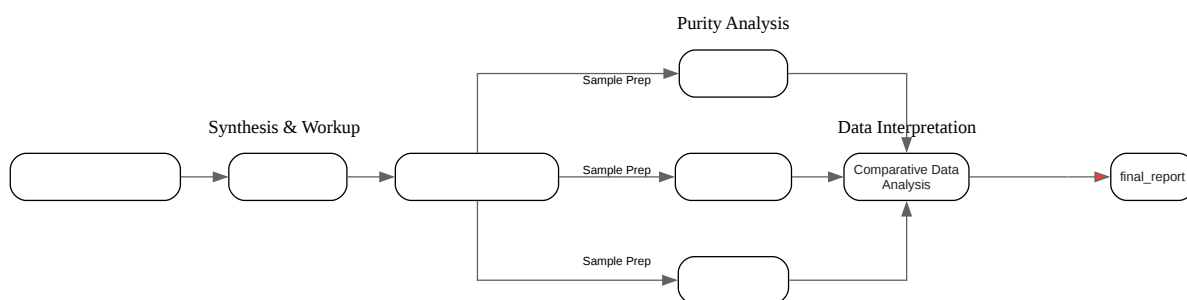 Purity Analysis
Sample Prep
Synthesis & Workup
Data Interpretation
Sample Prep
Comparative Data
Analysis
final_report
Sample Prep